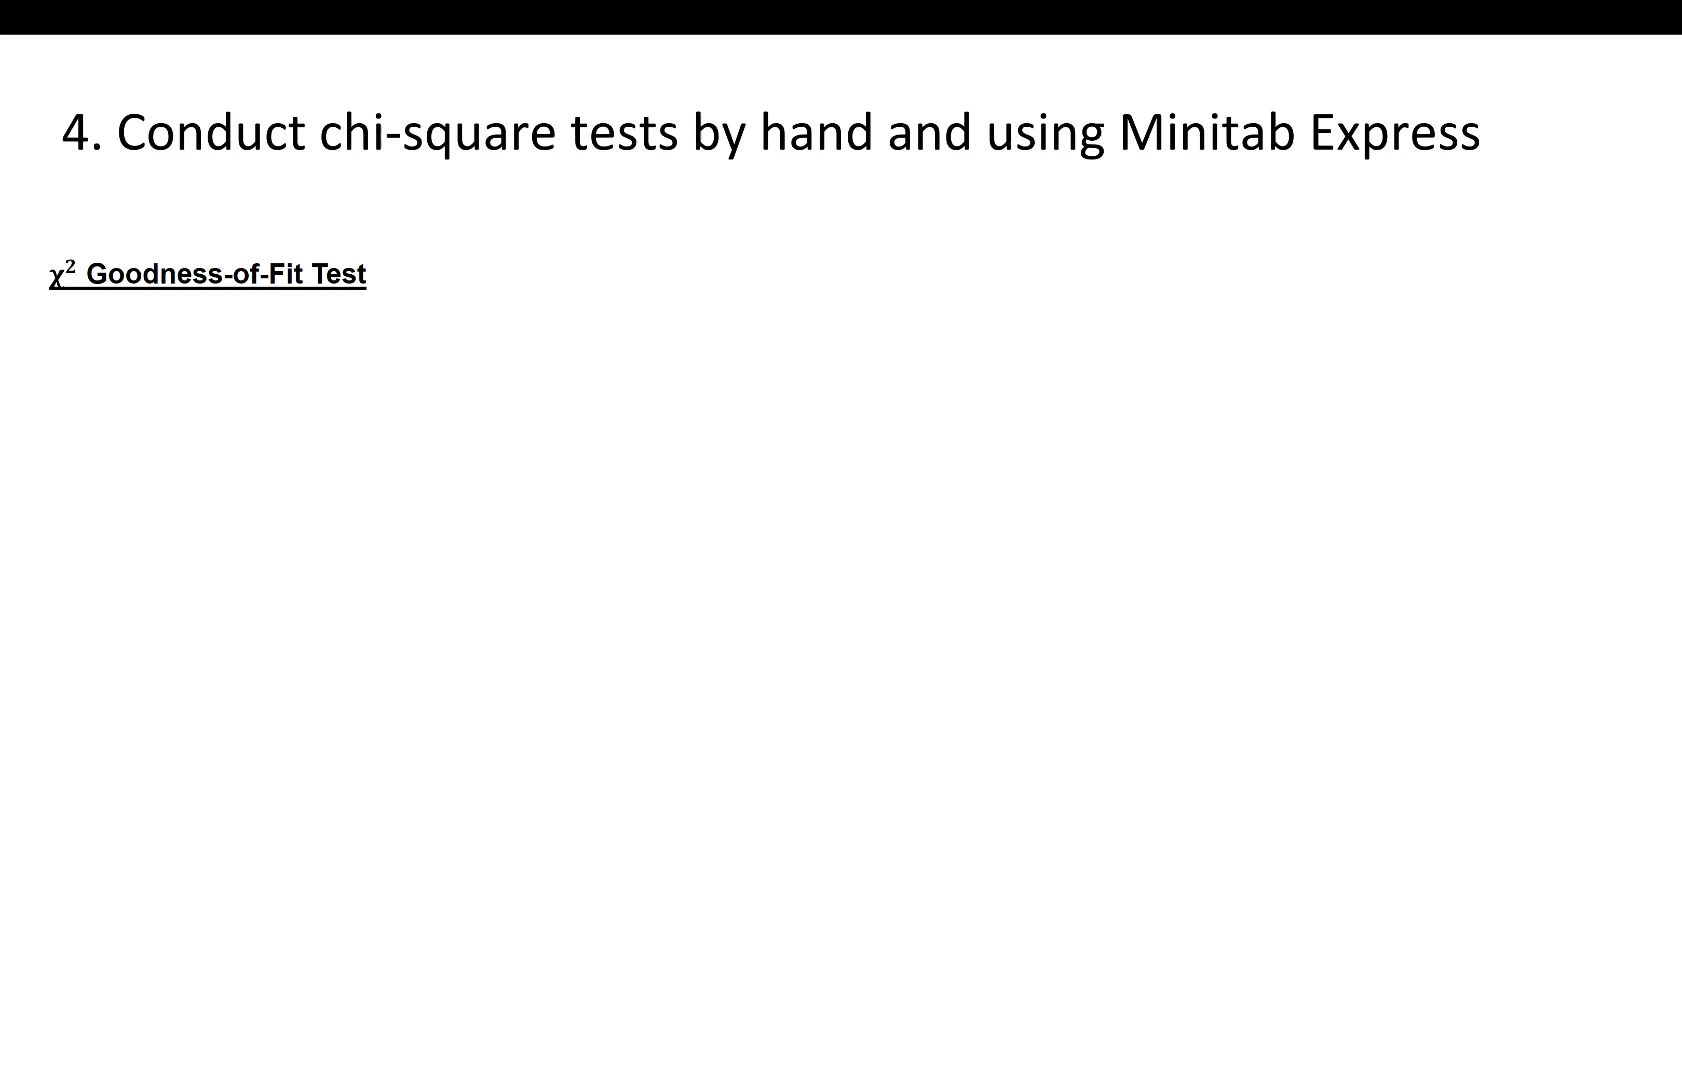 4. Conduct chi-square tests by hand and using Minitab Express
χ² Goodness-of-Fit Test